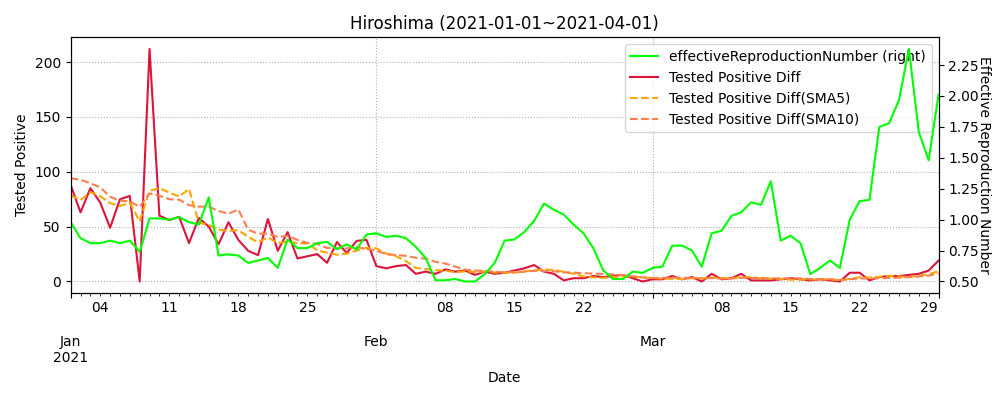 Hiroshima (2021-01-01~2021-04-01)
effectiveReproductionNumber (right)
Tested Positive Diff
Tested Positive Diff(SMA5)
Tested Positive Diff(SMA10)
Tested Positive
200
150
100
50
0
2.25
2.00
1.75
1.50
1.25
1.00
0.75
0.50
Effective Reproduction Number
04 11 18 25 08 15 22 08 15 22 29
Jan Feb Mar
2021
Date